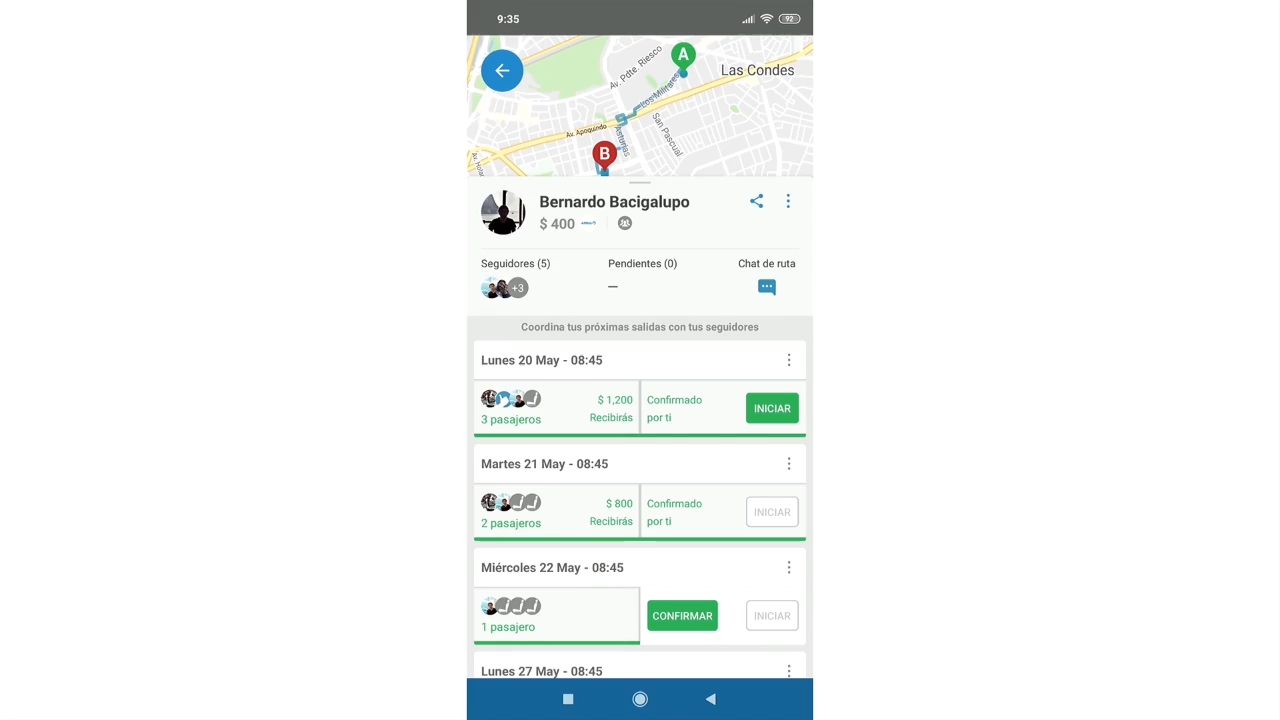 9:35
92
A
Las Condes
Av. Pdte. Riesco
Los Militares
Av. Apoquindo
Asturias
San Pascual
B
Bernardo Bacigalupo
$ 400
Seguidores (5)
Pendientes (0)
Chat de ruta
+3
—
Coordina tus próximas salidas con tus seguidores
Lunes 20 May - 08:45
$ 1,200
Confirmado
INICIAR
3 pasajeros
Recibirás
por ti
Martes 21 May - 08:45
$ 800
Confirmado
INICIAR
2 pasajeros
Recibirás
por ti
Miércoles 22 May - 08:45
CONFIRMAR
INICIAR
1 pasajero
Lunes 27 May - 08:45